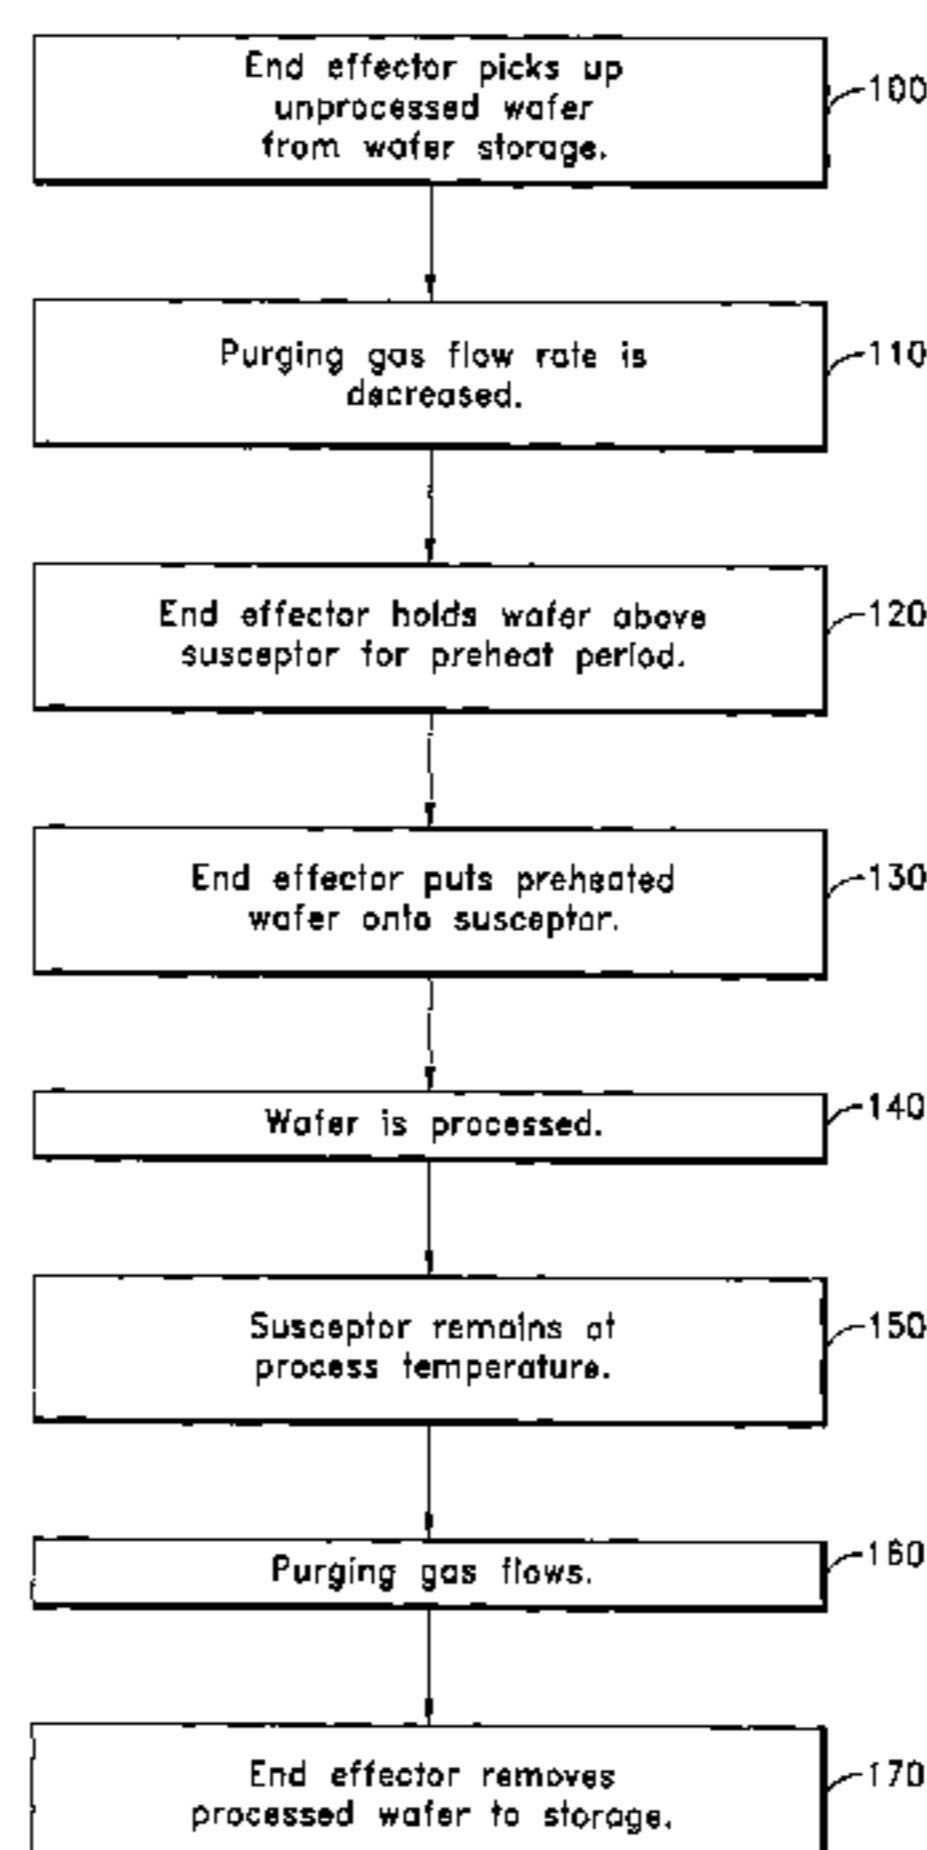 End effector picks up
unprocessed wafer
from wafer storage.
100
Purging gas flow rate is
decreased.
110
End effector holds wafer above
susceptor for preheat period.
120
End effector puts preheated
wafer onto susceptor.
130
Wafer is processed.
140
Susceptor remains at
process temperature.
150
Purging gas flows.
160
End effector removes
processed wafer to storage.
170